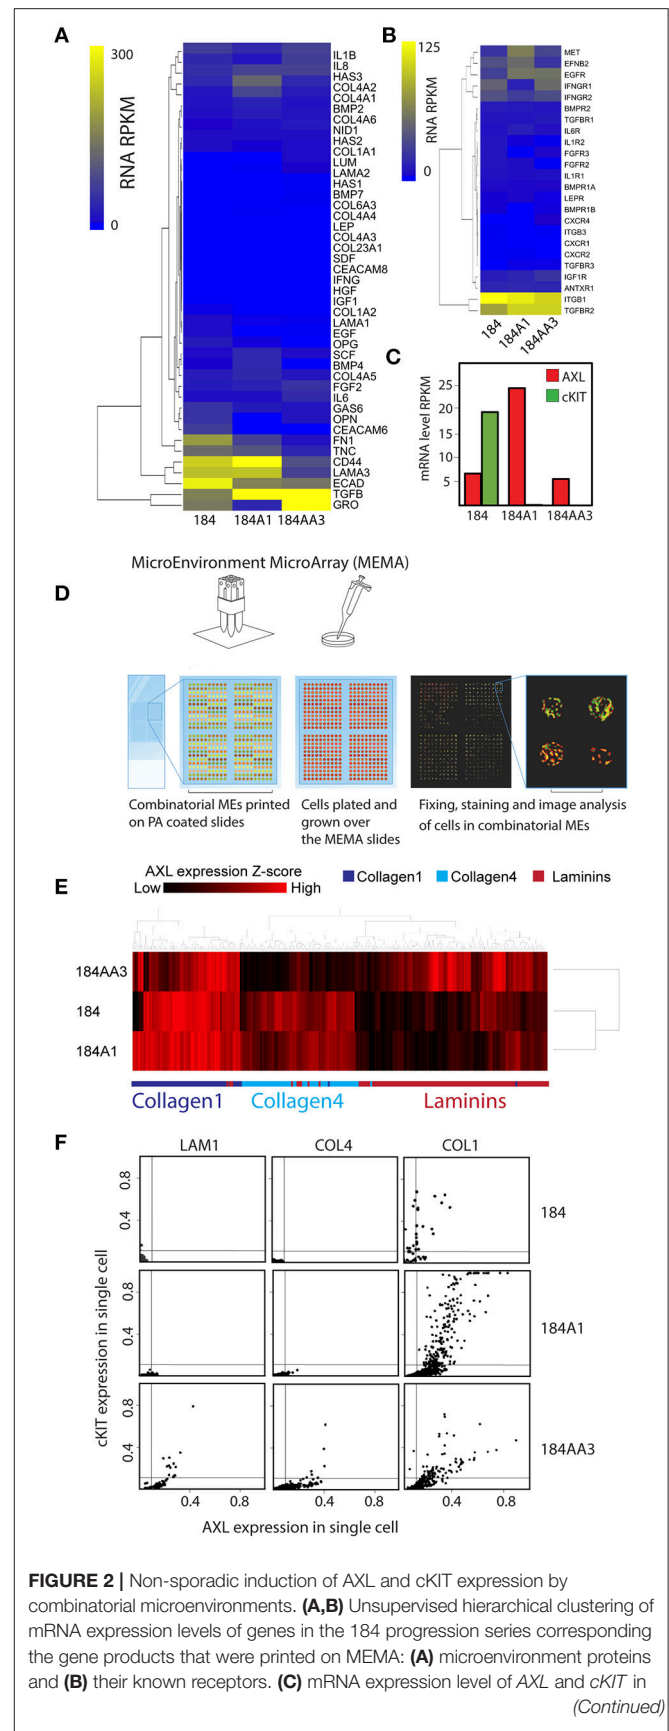 A
300
RNA RPKM
0
IL1B
IL8
HAS3
COL4A2
COL4A1
BMP2
COL4A6
NID1
HAS2
COL1A1
LUM
LAMA2
HAS1
BMP7
COL6A3
COL4A4
LEP
COL4A3
COL23A1
SDF
CEACAM8
IFNG
HGF
IGF1
COL1A2
LAMA1
EGF
OPG
SCF
BMP4
COL4A5
FGF2
IL6
GAS6
OPN
CEACAM6
FN1
TNC
CD44
LAMA3
ECAD
TGFB
GRO
184 184A1 184AA3
B
125
RNA RPKM
0
MET
EFNB2
EGFR
IFNGR1
IFNGR2
BMPR2
TGFBR1
IL6R
IL1R2
FGFR3
FGFR2
IL1R1
BMPR1A
LEPR
BMPR1B
CXCR4
ITGB3
CXCR1
CXCR2
TGFBR3
IGF1R
ANTXR1
ITGB1
TGFBR2
184 184A1 184AA3
C
mRNA level RPKM
25
20
15
10
5
AXL
cKIT
184 184A1 184AA3
MicroEnvironment MicroArray (MEMA)
D
Combinatorial MEs printed
on PA coated slides
Cells plated and
grown over
the MEMA slides
Fixing, staining and image analysis
of cells in combinatorial MEs
E
AXL expression Z-score
Low High
Collagen1 Collagen4 Laminins
184AA3
184
184A1
Collagen1 Collagen4 Laminins
F
LAM1 COL4 COL1
0.8
0.4
184
0.8
0.4
184A1
0.8
0.4
184AA3
cKIT expression in single cell
0.4 0.8 0.4 0.8 0.4 0.8
AXL expression in single cell
FIGURE 2 | Non-sporadic induction of AXL and cKIT expression by
combinatorial microenvironments. (A,B) Unsupervised hierarchical clustering of
mRNA expression levels of genes in the 184 progression series corresponding
the gene products that were printed on MEMA: (A) microenvironment proteins
and (B) their known receptors. (C) mRNA expression level of AXL and cKIT in
(Continued)